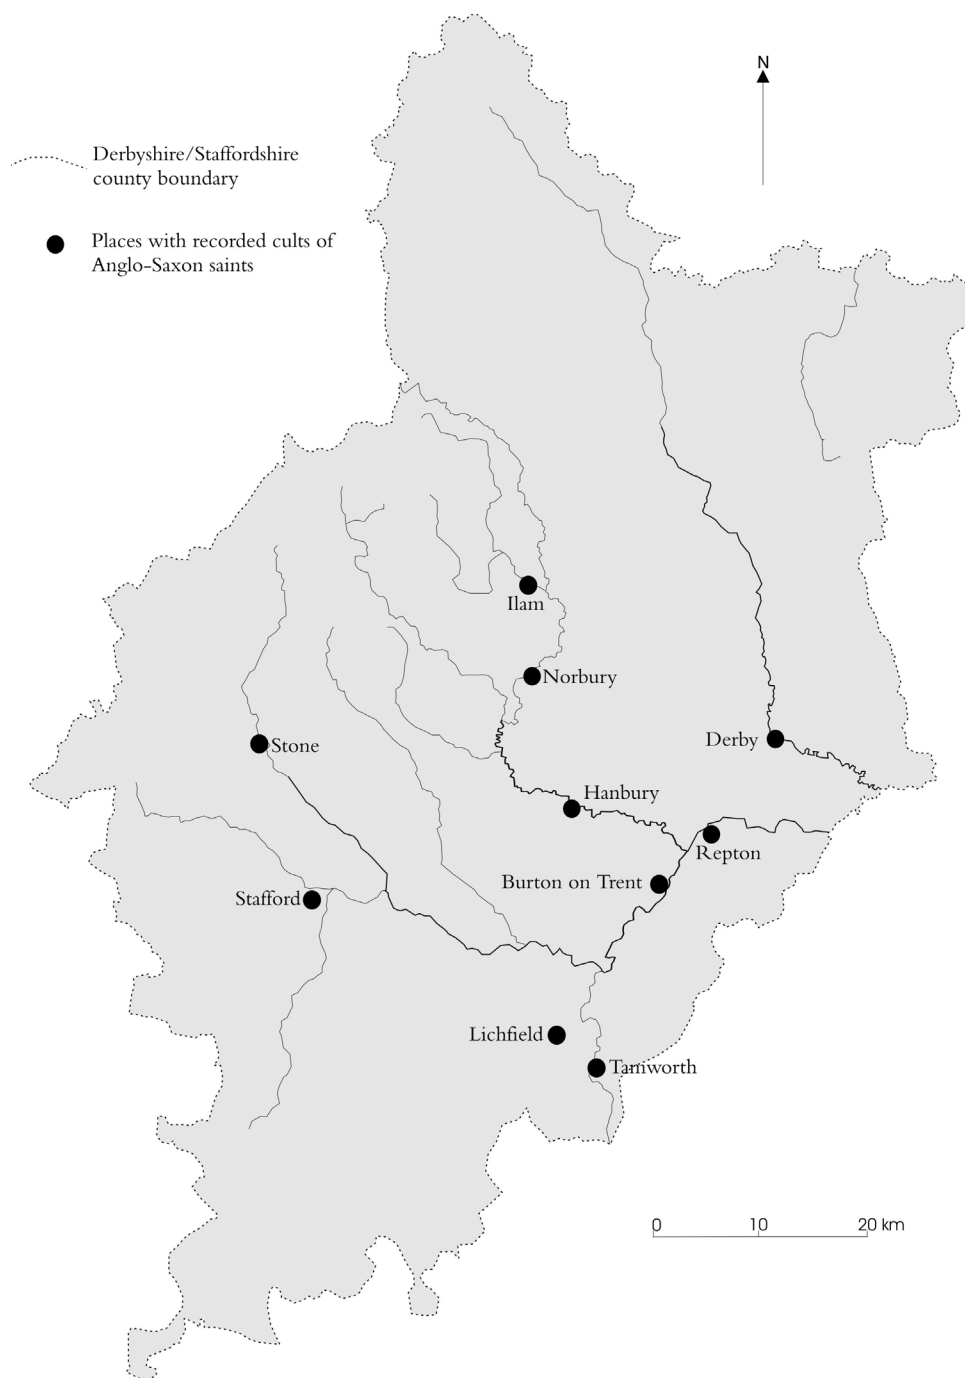 N
Derbyshire/Staffordshire
county boundary
Places with recorded cults of
Anglo-Saxon saints
Ilam
Norbury
Derby
Stone
Hanbury
Repton
Burton on Trent
Stafford
Lichfield
Tamworth
0 10 20 km